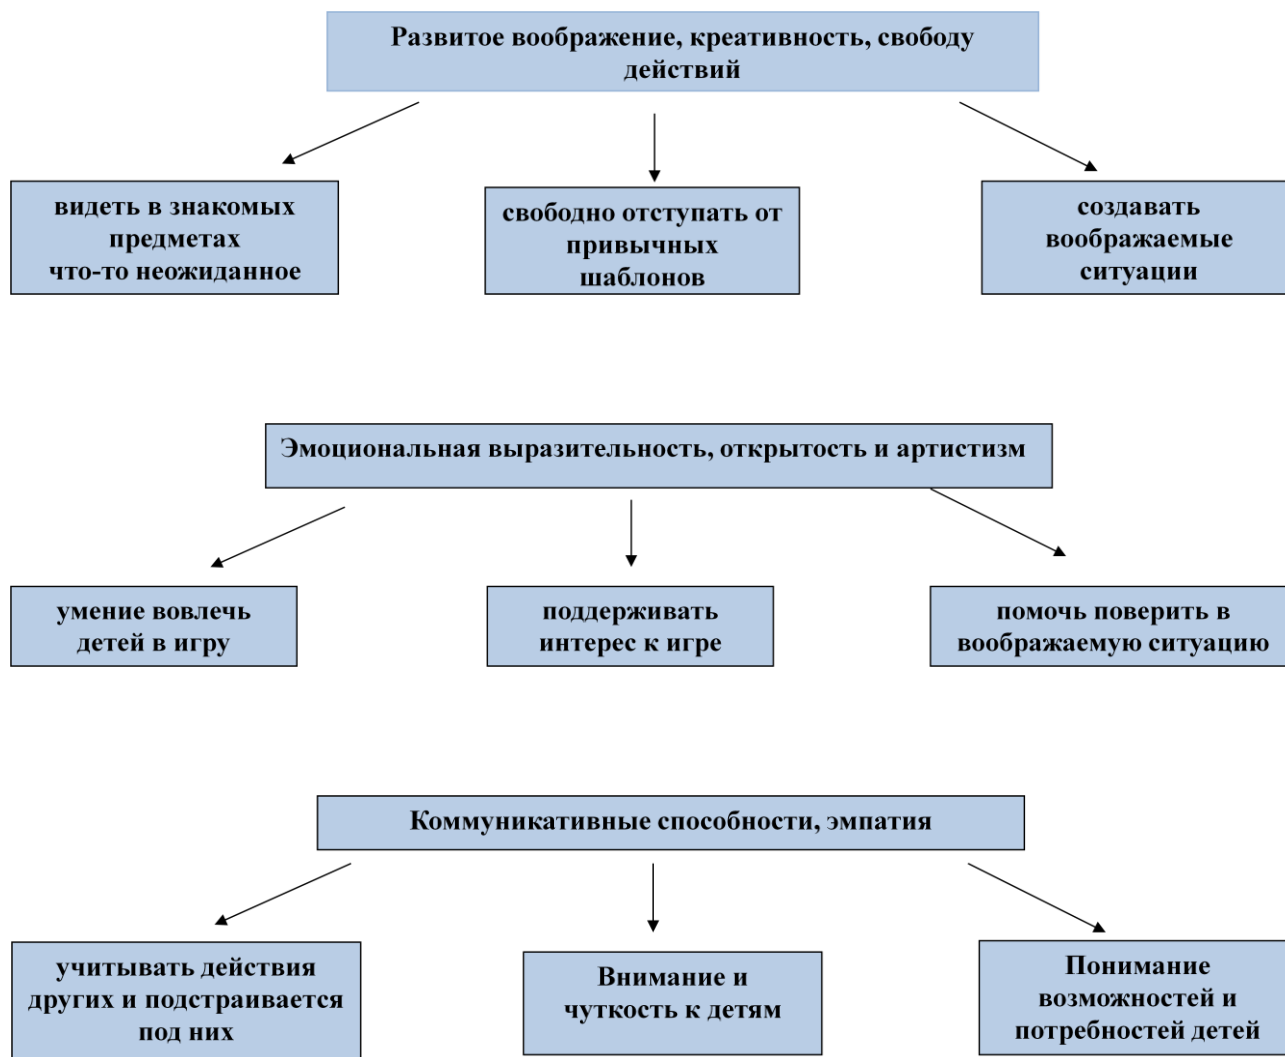 Развитое воображение, креативность, свободу
действий
видеть в знакомых
предметах
что-то неожиданное
свободно отступать от
привычных
шаблонов
создавать
воображаемые
ситуации
Эмоциональная выразительность, открытость и артистизм
умение вовлечь
детей в игру
поддерживать
интерес к игре
помочь поверить в
воображаемую ситуацию
Коммуникативные способности, эмпатия
учитывать действия
других и подстраивается
под них
Внимание и
чуткость к детям
Понимание
возможностей и
потребностей детей